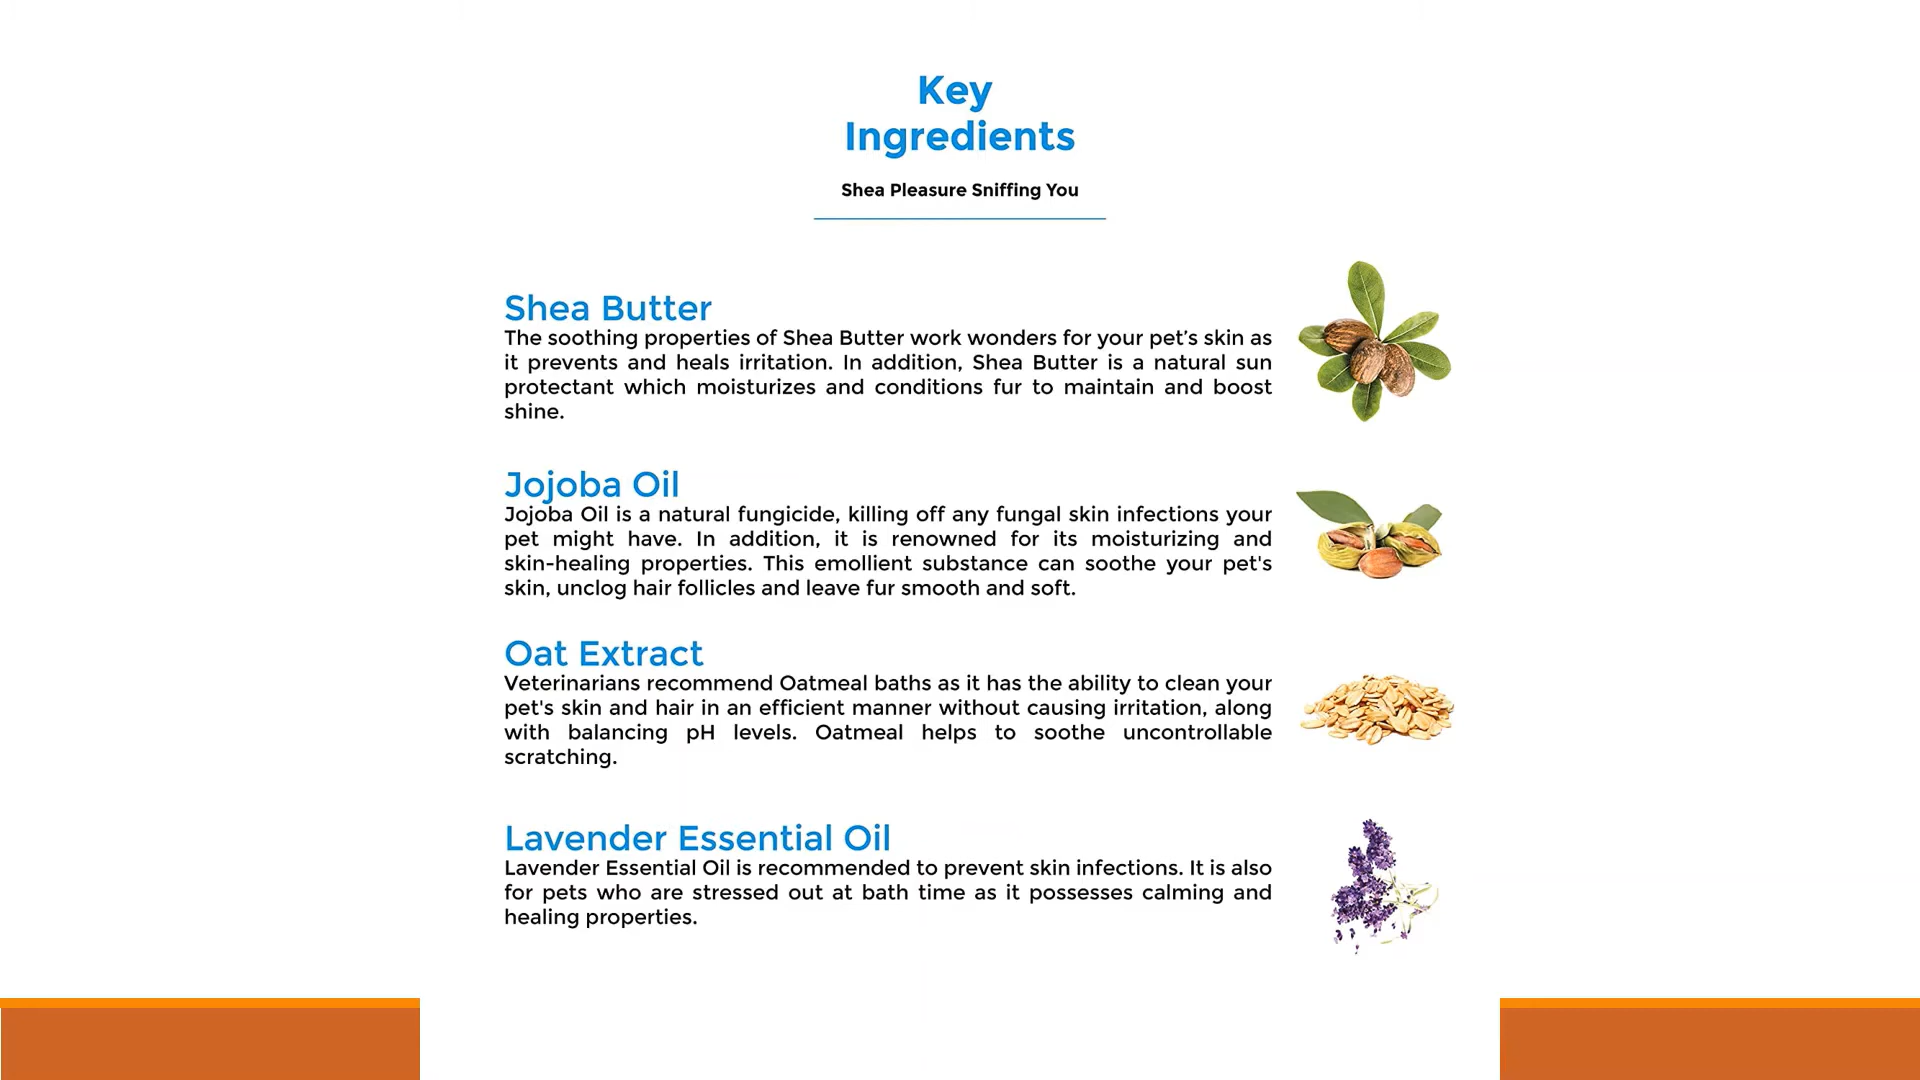 Key
Ingredients
Shea Pleasure Sniffing You
Shea Butter
The soothing properties of Shea Butter work wonders for your pet’s skin as
it prevents and heals irritation. In addition, Shea Butter is a natural sun
protectant which moisturizes and conditions fur to maintain and boost
shine.
Jojoba Oil
Jojoba Oil is a natural fungicide, killing off any fungal skin infections your
pet might have. In addition, it is renowned for its moisturizing and
skin-healing properties. This emollient substance can soothe your pet's
skin, unclog hair follicles and leave fur smooth and soft.
Oat Extract
Veterinarians recommend Oatmeal baths as it has the ability to clean your
pet's skin and hair in an efficient manner without causing irritation, along
with balancing pH levels. Oatmeal helps to soothe uncontrollable
scratching.
Lavender Essential Oil
Lavender Essential Oil is recommended to prevent skin infections. It is also
for pets who are stressed out at bath time as it possesses calming and
healing properties.